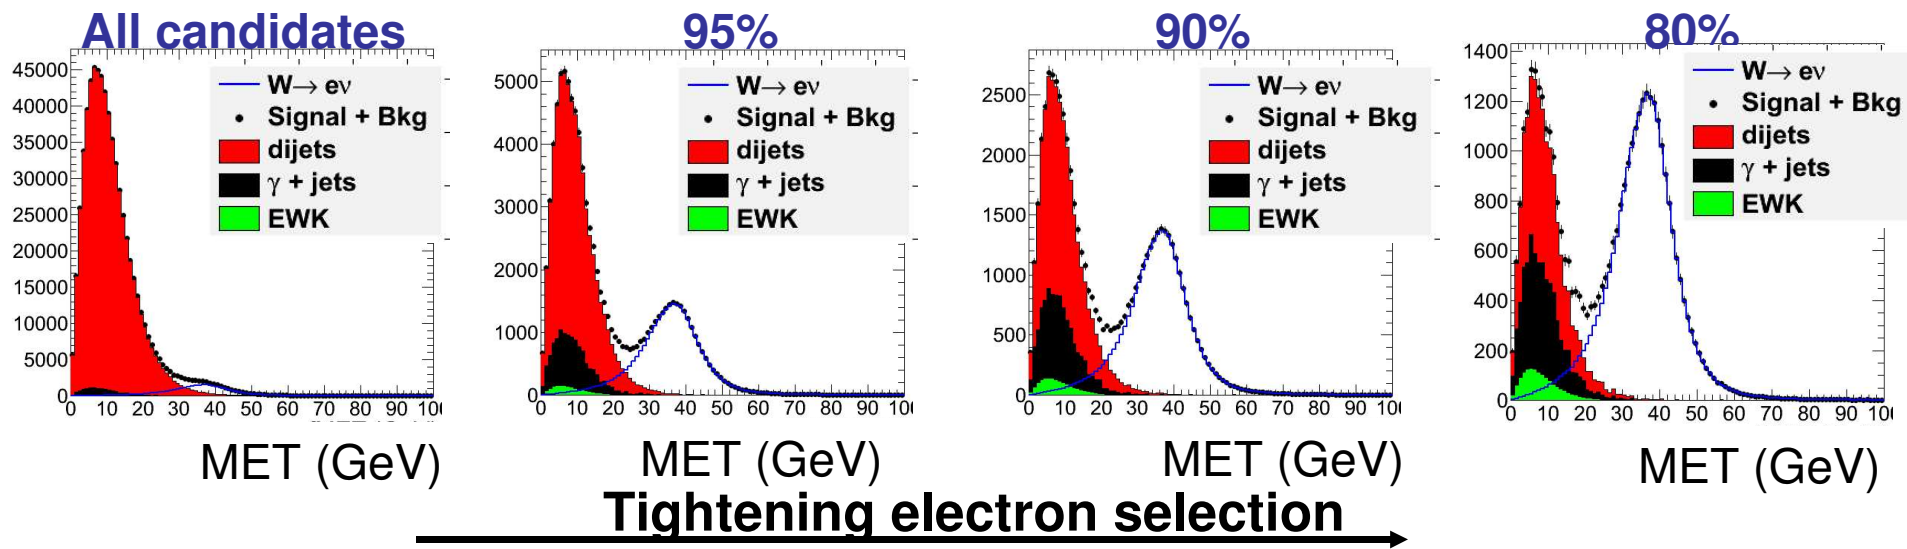 All candidates
45000
40000
35000
30000
25000
20000
15000
10000
5000
0
W→ eν
Signal + Bkg
dijets
γ + jets
EWK
0 10 20 30 40 50 60 70 80 90
MET (GeV)
95%
5000
4000
3000
2000
1000
0
W→ eν
Signal + Bkg
dijets
γ + jets
EWK
0 10 20 30 40 50 60 70 80 90
MET (GeV)
90%
2500
2000
1500
1000
500
0
W→ eν
Signal + Bkg
dijets
γ + jets
EWK
0 10 20 30 40 50 60 70 80 90
MET (GeV)
80%
1400
1200
1000
800
600
400
200
0
W→ eν
Signal + Bkg
dijets
γ + jets
EWK
0 10 20 30 40 50 60 70 80 90
MET (GeV)
Tightening electron selection